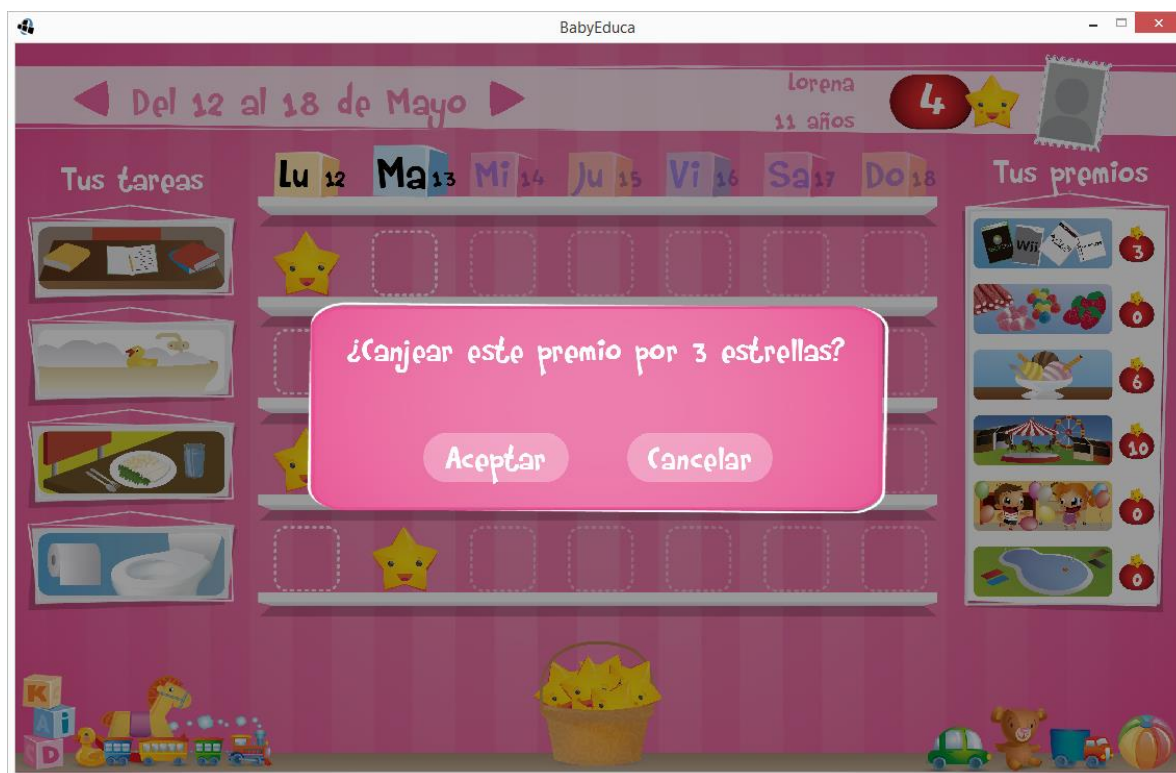 BabyEduca
Del 12 al 18 de Mayo
Lorena
11 años
4
Tus tareas
Lu 12 Ma 13 Mi 14 Ju 15 Vi 16 Sa 17 Do 18
Tus premios
Wii
3
0
6
10
0
0
¿Canjear este premio por 3 estrellas?
Aceptar
Cancelar
K
A i
D